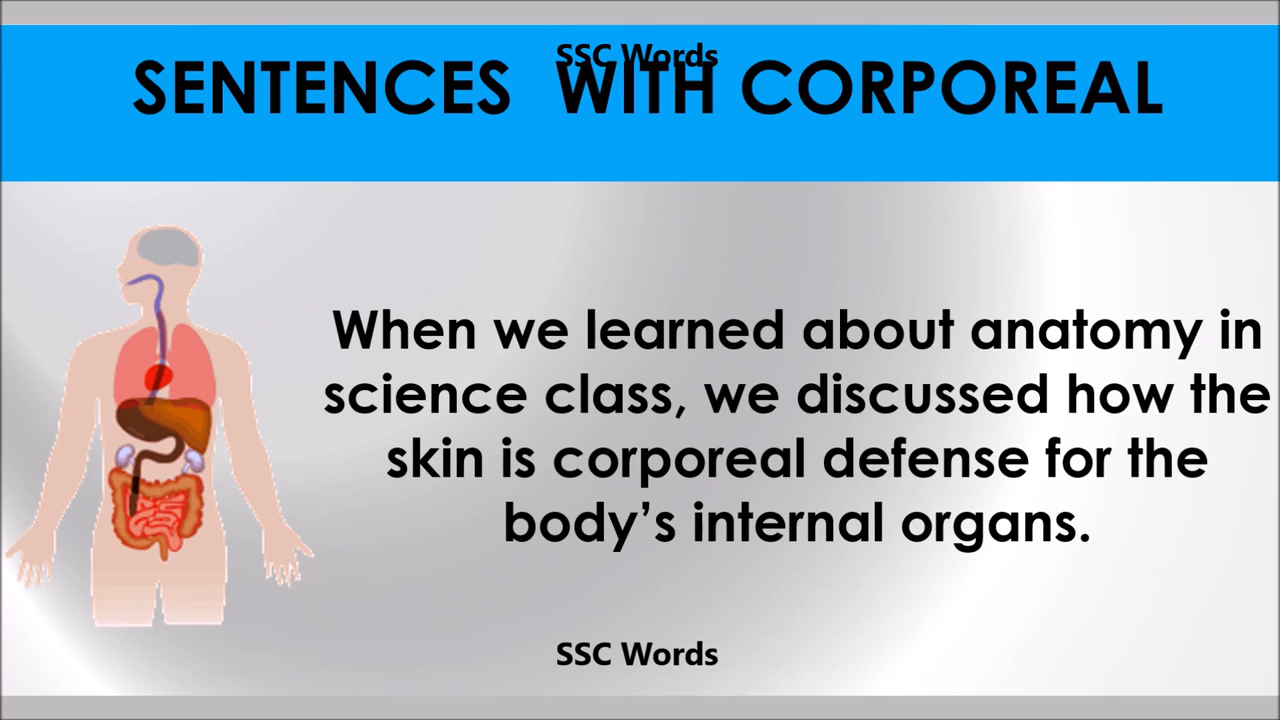 SSC Words
SENTENCES WITH CORPOREAL
When we learned about anatomy in
science class, we discussed how the
skin is corporeal defense for the
body’s internal organs.
SSC Words